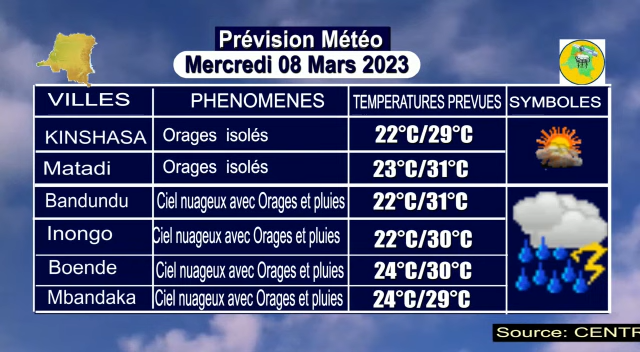 Prévision Météo
Mercredi 08 Mars 2023
VILLES PHENOMENES TEMPERATURES PREVUES SYMBOLES
KINSHASA Orages isolés 22°C/29°C
Matadi Orages isolés 23°C/31°C
Bandundu Ciel nuageux avec Orages et pluies 22°C/31°C
Inongo Ciel nuageux avec Orages et pluies 22°C/30°C
Boende Ciel nuageux avec Orages et pluies 24°C/30°C
Mbandaka Ciel nuageux avec Orages et pluies 24°C/29°C
Source: CENTR